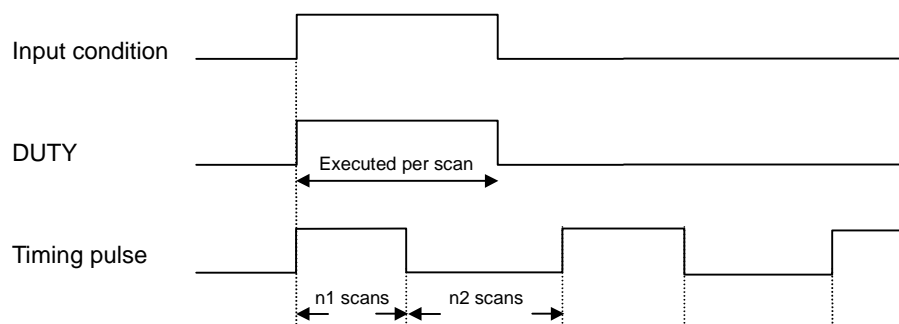 Input condition
DUTY
Executed per scan
Timing pulse
n1 scans
n2 scans